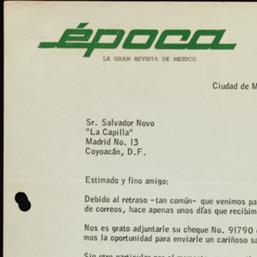 época
LA GRAN REVISTA DE MEXICO
Ciudad de M
Sr. Salvador Novo
"La Capilla"
Madrid No. 13
Coyoacán, D.F.
Estimado y fino amigo:
Debido al retraso -tan común- que venimos pa
de correos, hace apenas unos días que recibim
Nos es grato adjuntarle su cheque No. 91790
mos la oportunidad para enviarle un cariñoso sa